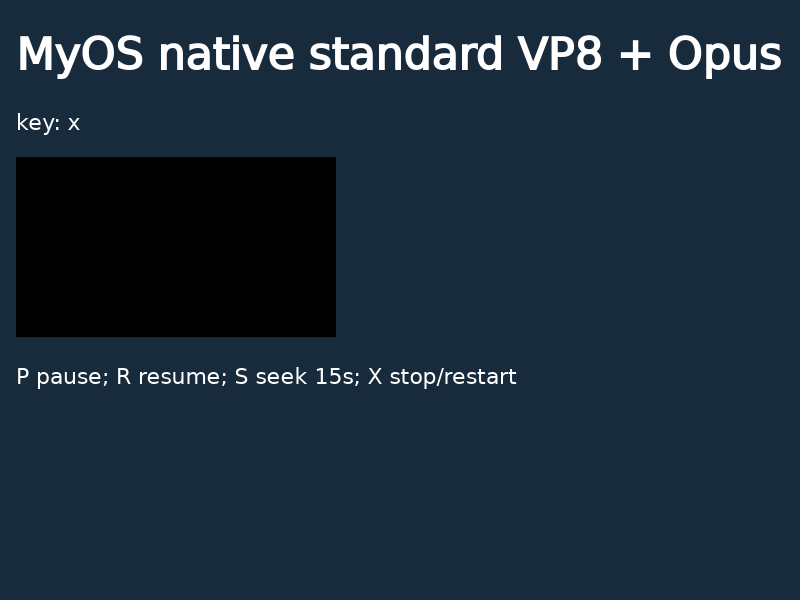 MyOS native standard VP8 + Opus
key: x
P pause; R resume; S seek 15s; X stop/restart